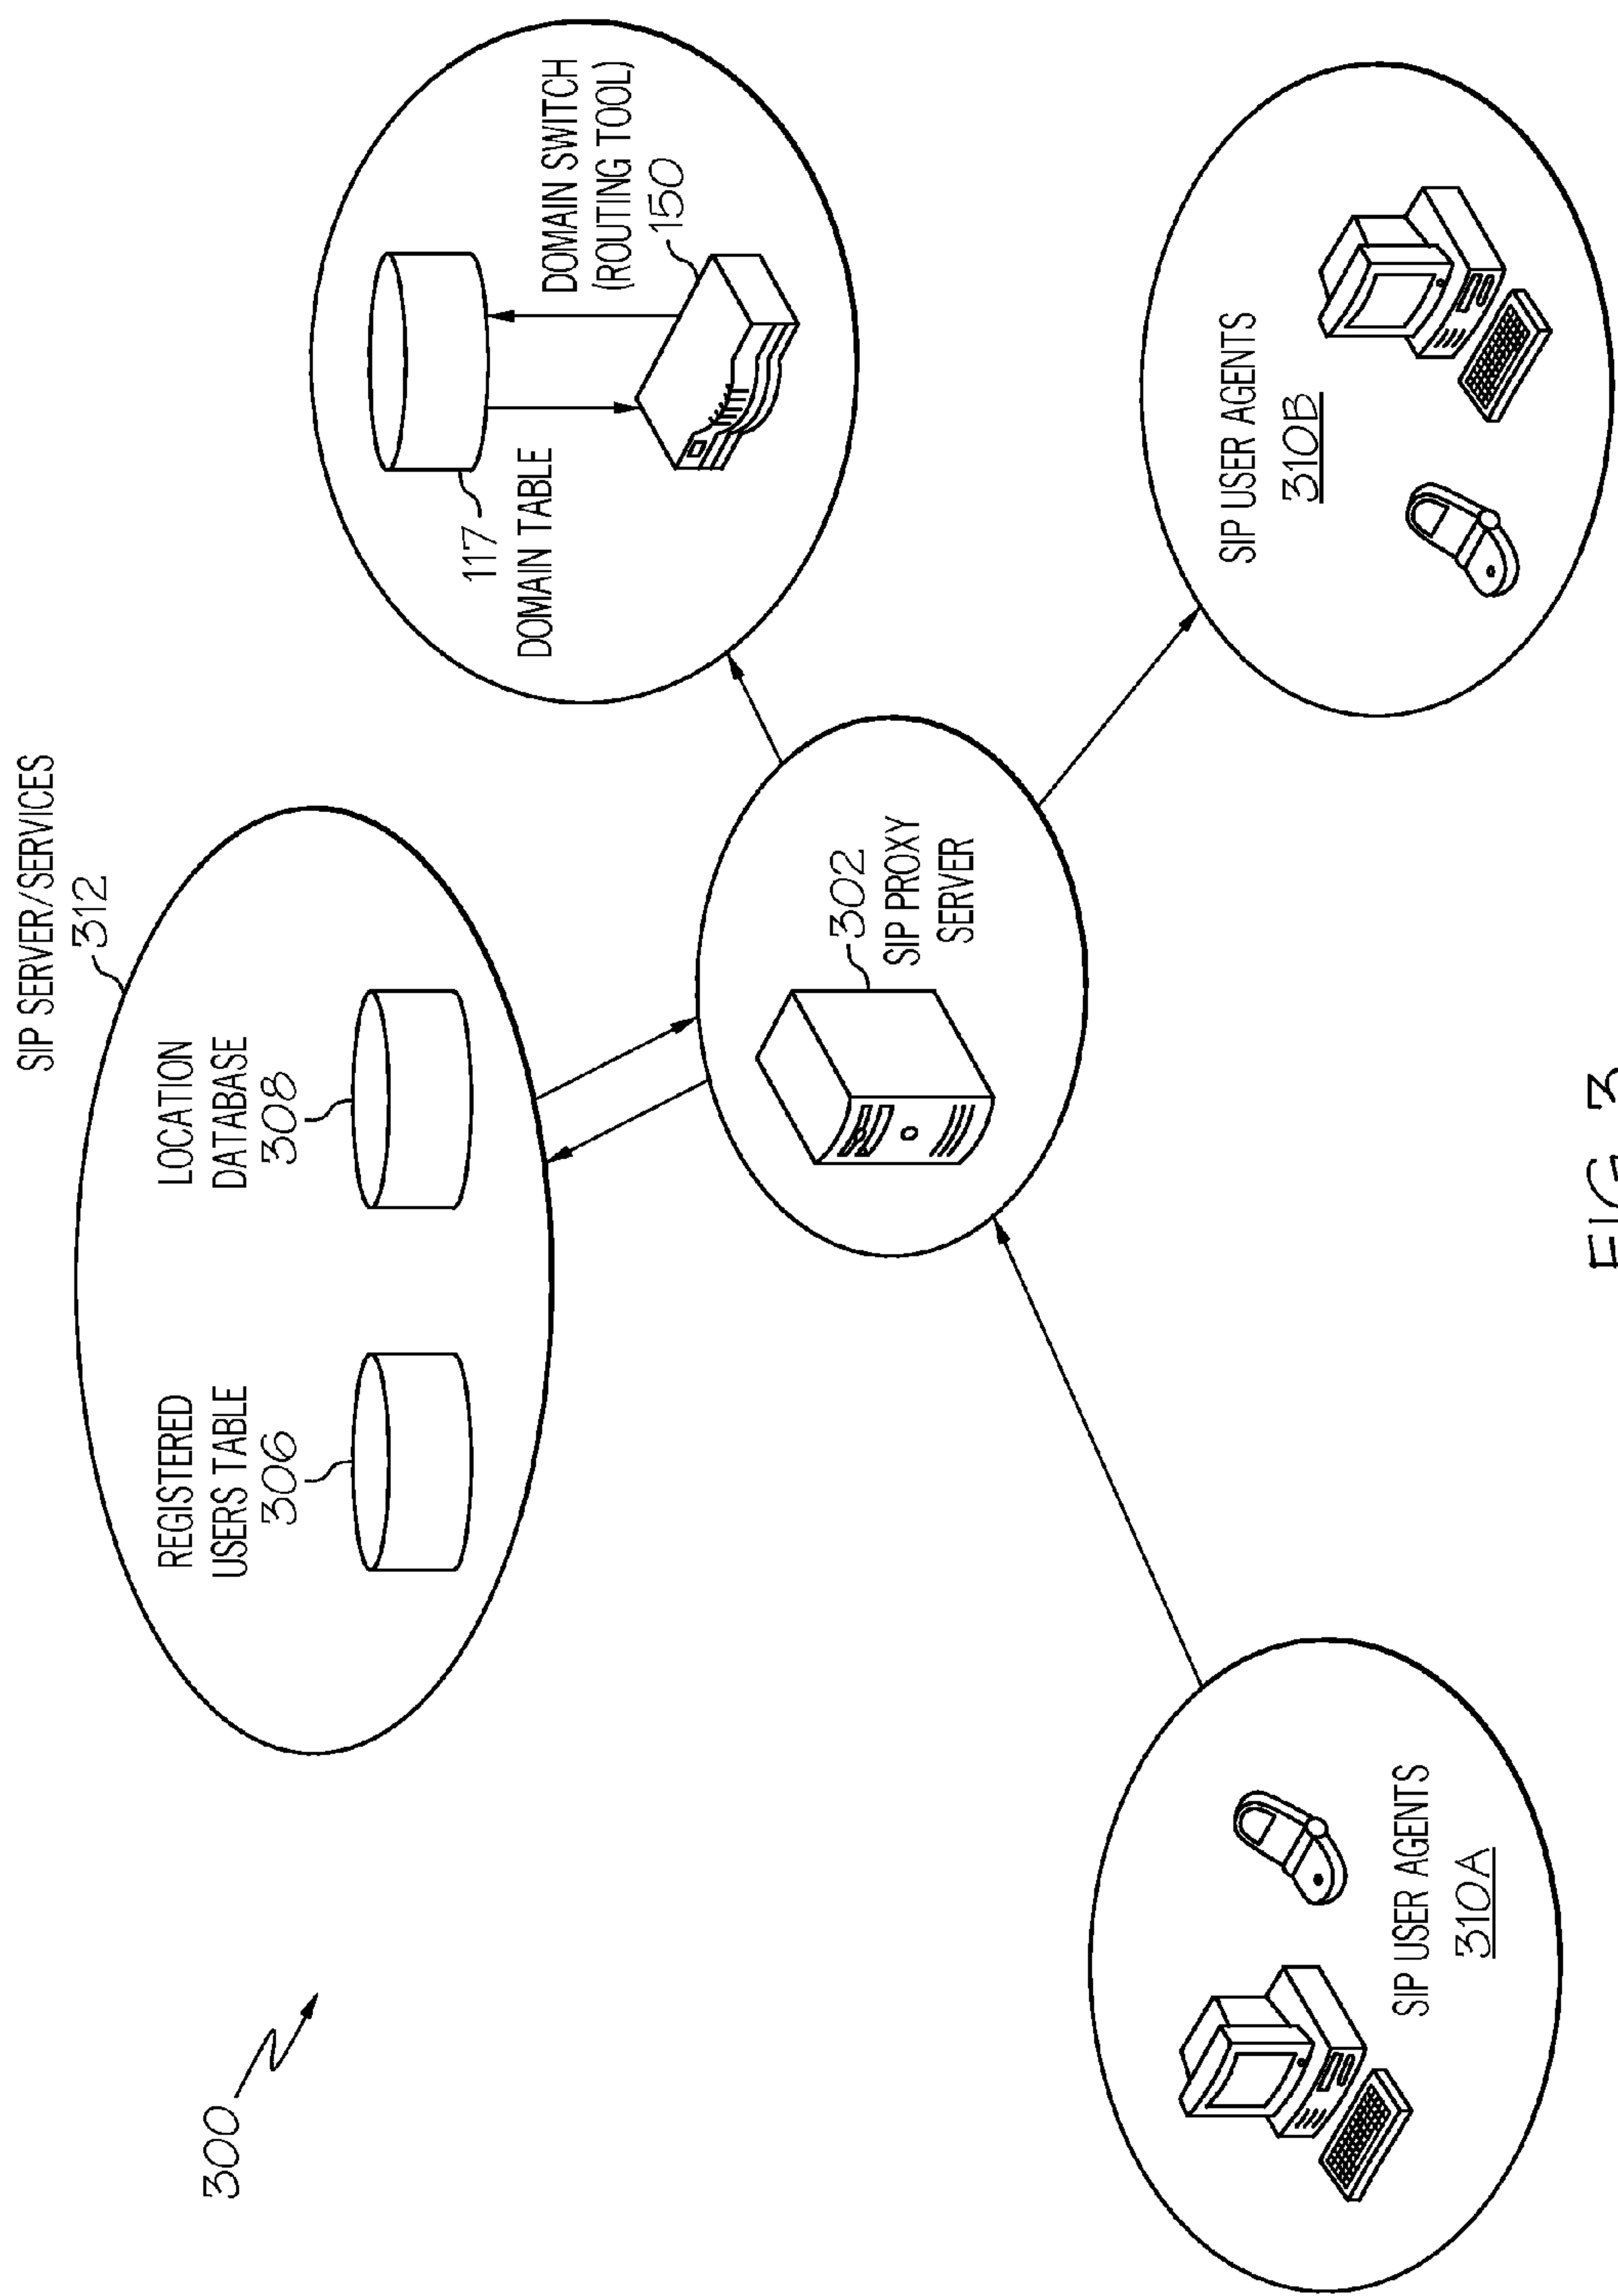 300
SIP SERVER/SERVICES
312
REGISTERED
USERS TABLE
306
LOCATION
DATABASE
308
117
DOMAIN TABLE
DOMAIN SWITCH
(ROUTING TOOL)
150
302
SIP PROXY
SERVER
SIP USER AGENTS
310A
SIP USER AGENTS
310B
FIG 3